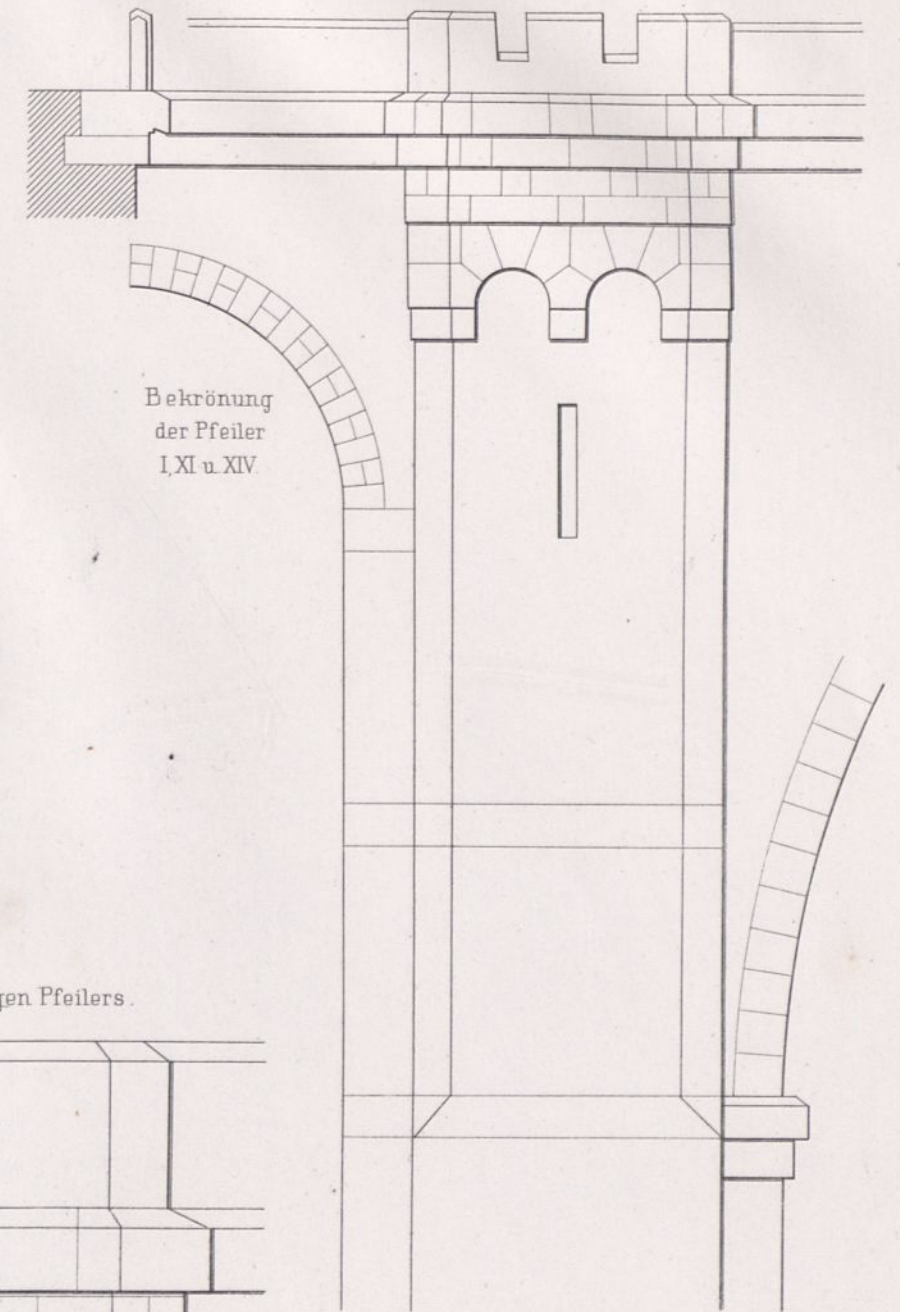 Bekrönung
der Pfeiler
I, XI u. XIV.
gen Pfeilers.